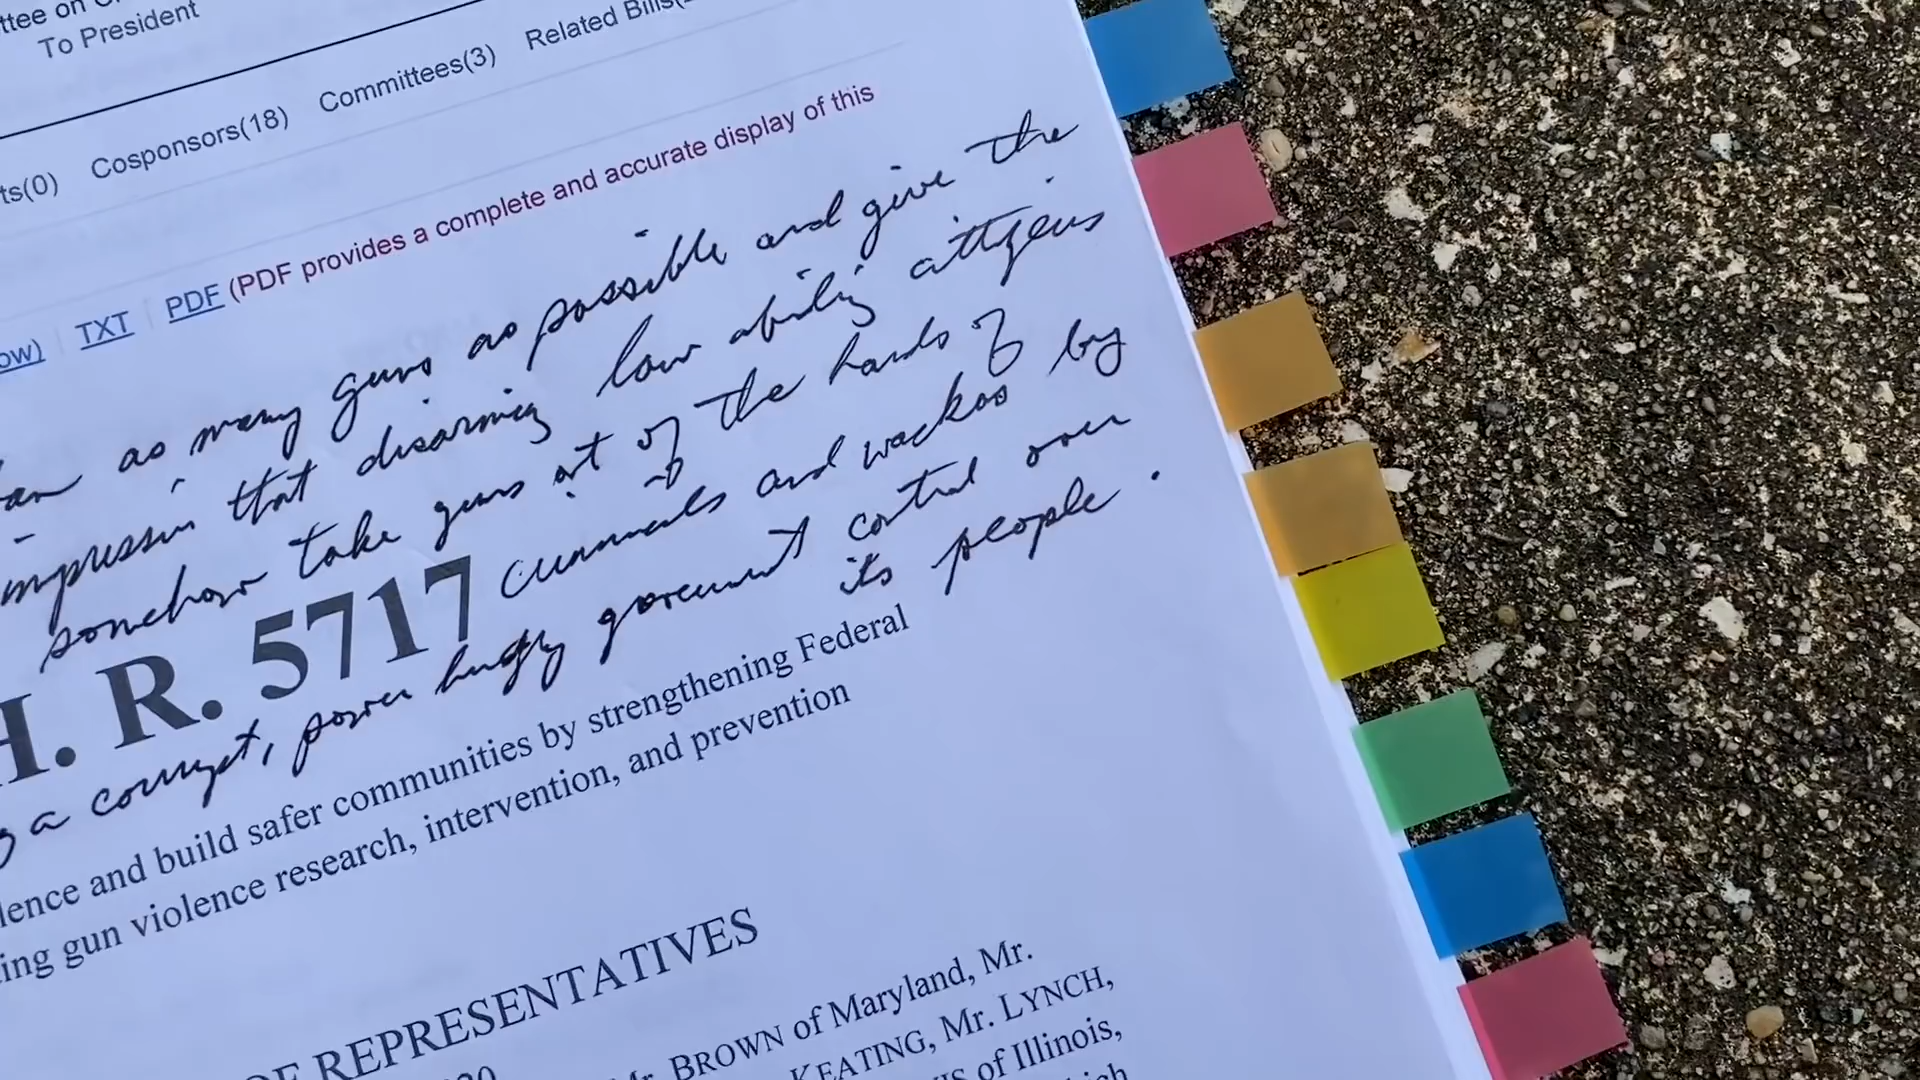 ttee on
To President
ts(0) Cosponsors(18) Committees(3) Related Bills(
ow) TXT PDF (PDF provides a complete and accurate display of this
as many guns as possible and give the
impression that disarming law abiding citizens
somehow take guns out of the hands of
H. R. 5717 criminals and wackos by
a corrupt, power hungry government control over
its people.
lence and build safer communities by strengthening Federal
ing gun violence research, intervention, and prevention
OF REPRESENTATIVES
20
Mr. BROWN of Maryland, Mr.
KEATING, Mr. LYNCH,
IS of Illinois,